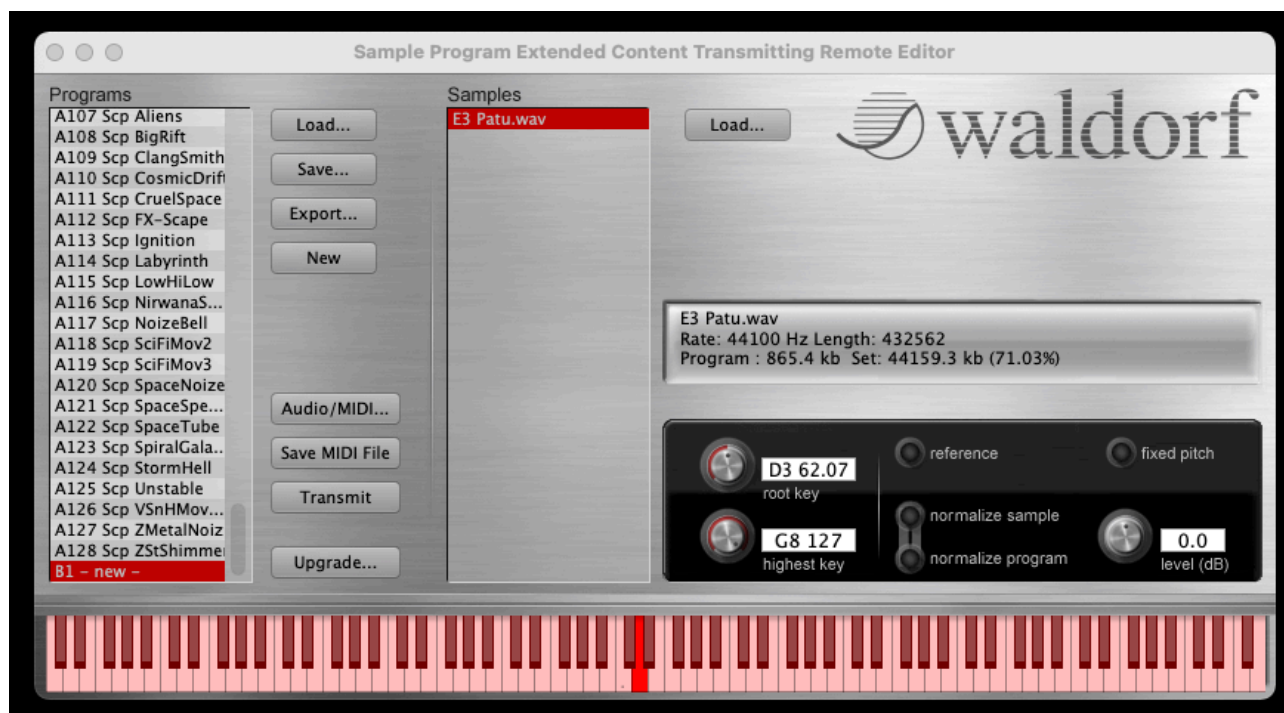 Sample Program Extended Content Transmitting Remote Editor
Programs
A107 Scp Aliens
A108 Scp BigRift
A109 Scp ClangSmith
A110 Scp CosmicDrift
A111 Scp CruelSpace
A112 Scp FX-Scape
A113 Scp Ignition
A114 Scp Labyrinth
A115 Scp LowHiLow
A116 Scp NirwanaS...
A117 Scp NoizeBell
A118 Scp SciFiMov2
A119 Scp SciFiMov3
A120 Scp SpaceNoize
A121 Scp SpaceSpe...
A122 Scp SpaceTube
A123 Scp SpiralGala..
A124 Scp StormHell
A125 Scp Unstable
A126 Scp VSnHMov...
A127 Scp ZMetalNoiz
A128 Scp ZStShimmer
B1 - new -
Load...
Save...
Export...
New
Audio/MIDI...
Save MIDI File
Transmit
Upgrade...
Samples
E3 Patu.wav
Load...
waldorf
E3 Patu.wav
Rate: 44100 Hz Length: 432562
Program : 865.4 kb Set: 44159.3 kb (71.03%)
D3 62.07
root key
G8 127
highest key
reference
normalize sample
normalize program
fixed pitch
0.0
level (dB)